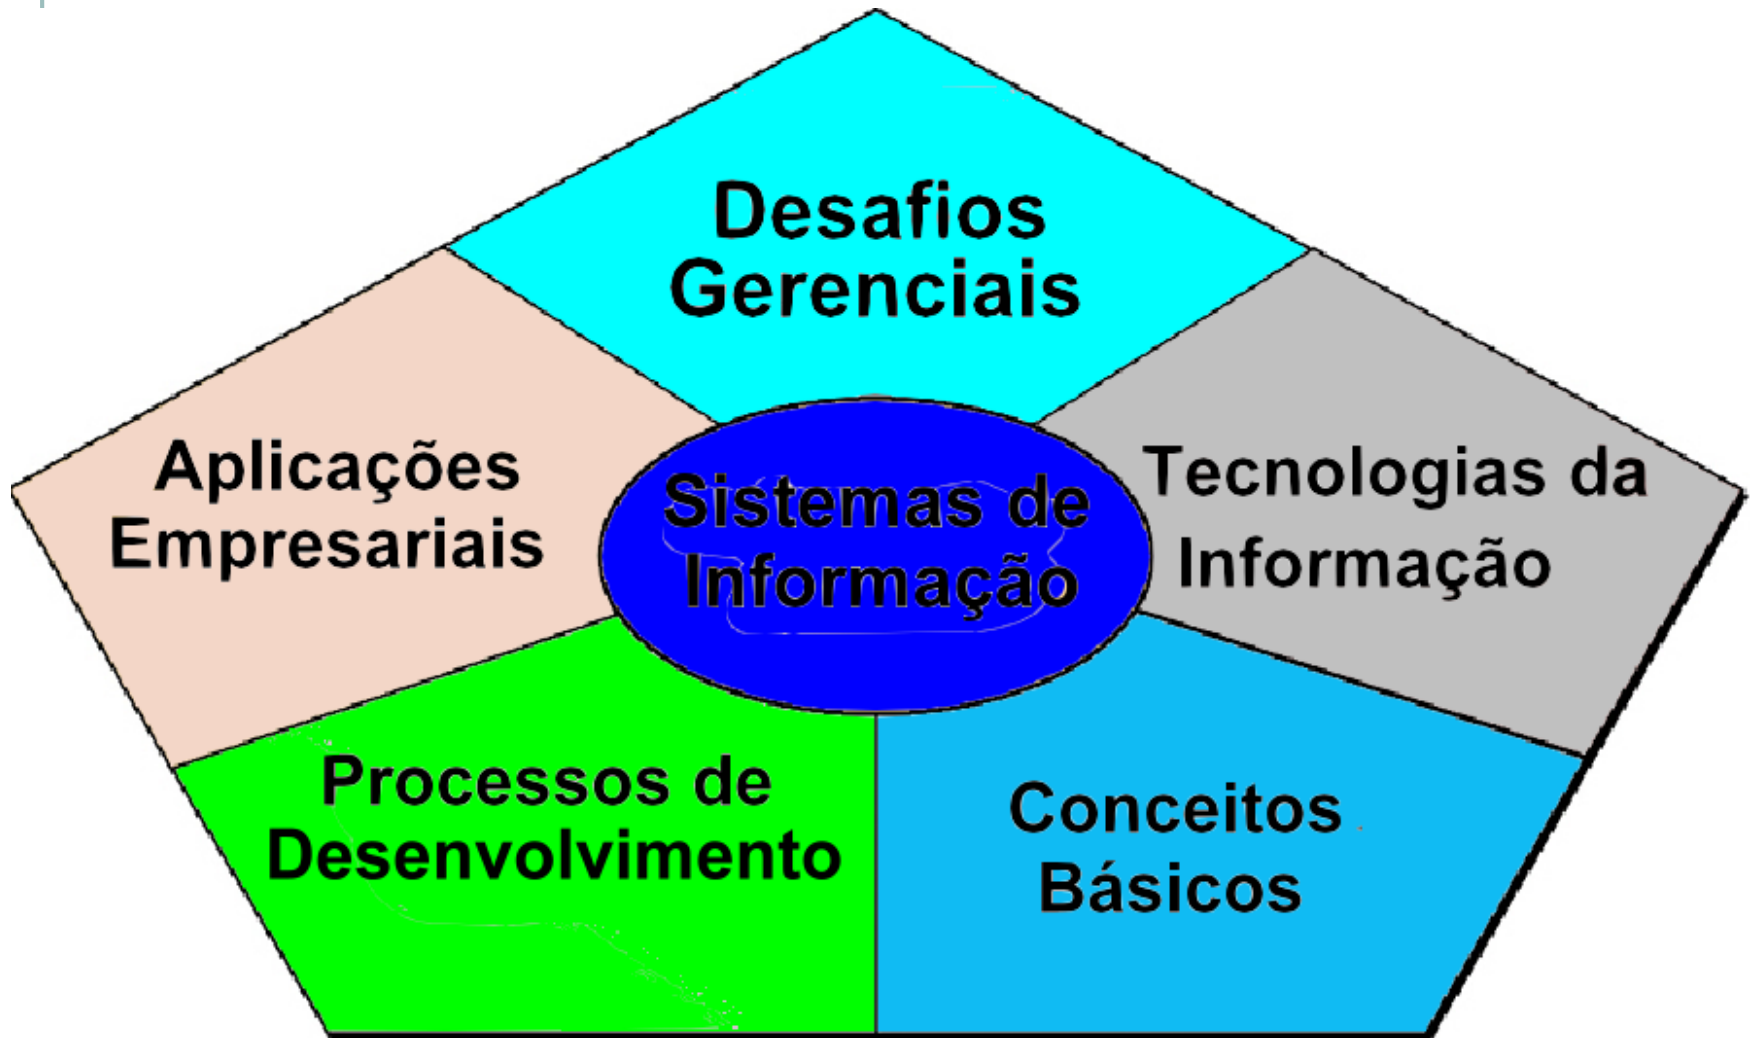 Desafios
Gerenciais
Aplicações
Empresariais
Sistemas de
Informação
Tecnologias da
Informação
Processos de
Desenvolvimento
Conceitos
Básicos